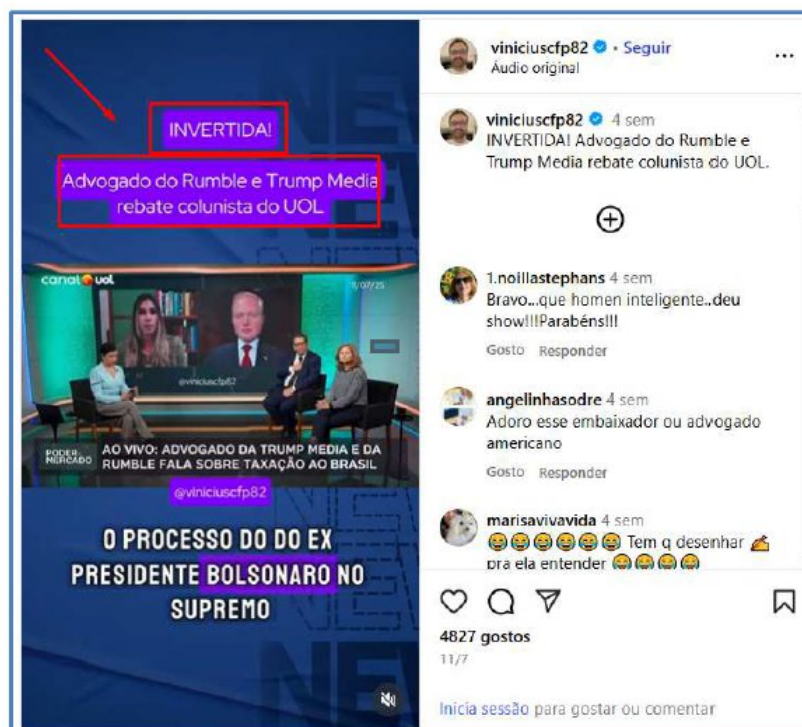 INVERTIDA!
Advogado do Rumble e Trump Media
rebate colunista do UOL
canal uol
11/07/25
@viniciuscfp82
PODER E
MERCADO
AO VIVO: ADVOGADO DA TRUMP MEDIA E DA
RUMBLE FALA SOBRE TAXAÇÃO AO BRASIL
@viniciuscfp82
O PROCESSO DO DO EX
PRESIDENTE BOLSONARO NO
SUPREMO
viniciuscfp82 • Seguir
Áudio original
viniciuscfp82 4 sem
INVERTIDA! Advogado do Rumble e
Trump Media rebate colunista do UOL.
1.noillastephans 4 sem
Bravo...que homen inteligente..deu
show!!!Parabéns!!!
Gosto Responder
angelinhasodre 4 sem
Adoro esse embaixador ou advogado
americano
Gosto Responder
marisavivavida 4 sem
😂😂😂😂😂😂 Tem q desenhar ✍️
pra ela entender 😂😂😂😂
4827 gostos
11/7
Inicia sessão para gostar ou comentar